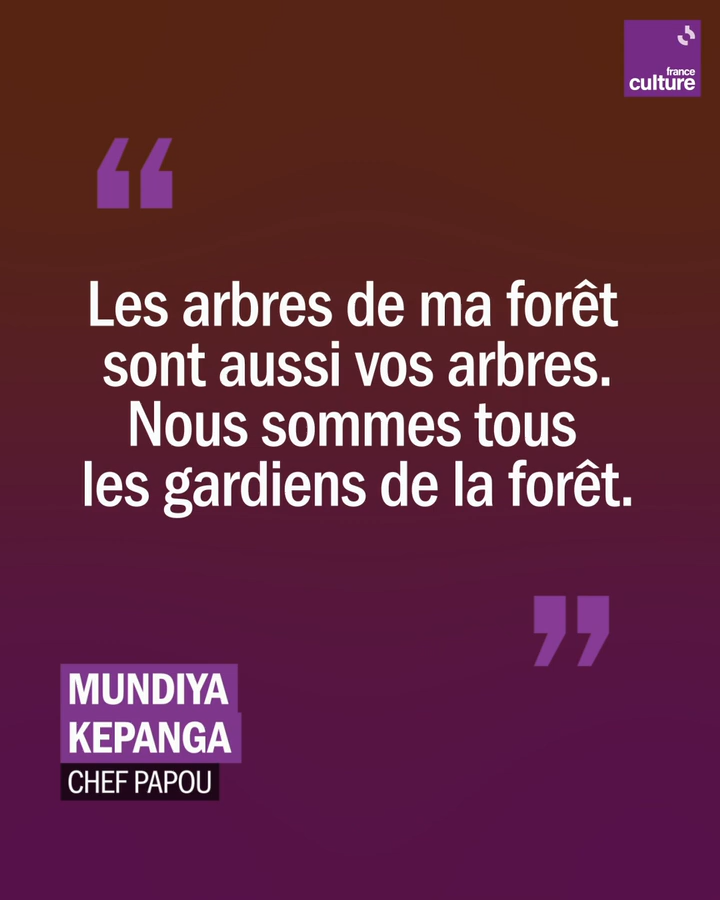 france
culture
“
Les arbres de ma forêt
sont aussi vos arbres.
Nous sommes tous
les gardiens de la forêt.
”
MUNDIYA
KEPANGA
CHEF PAPOU